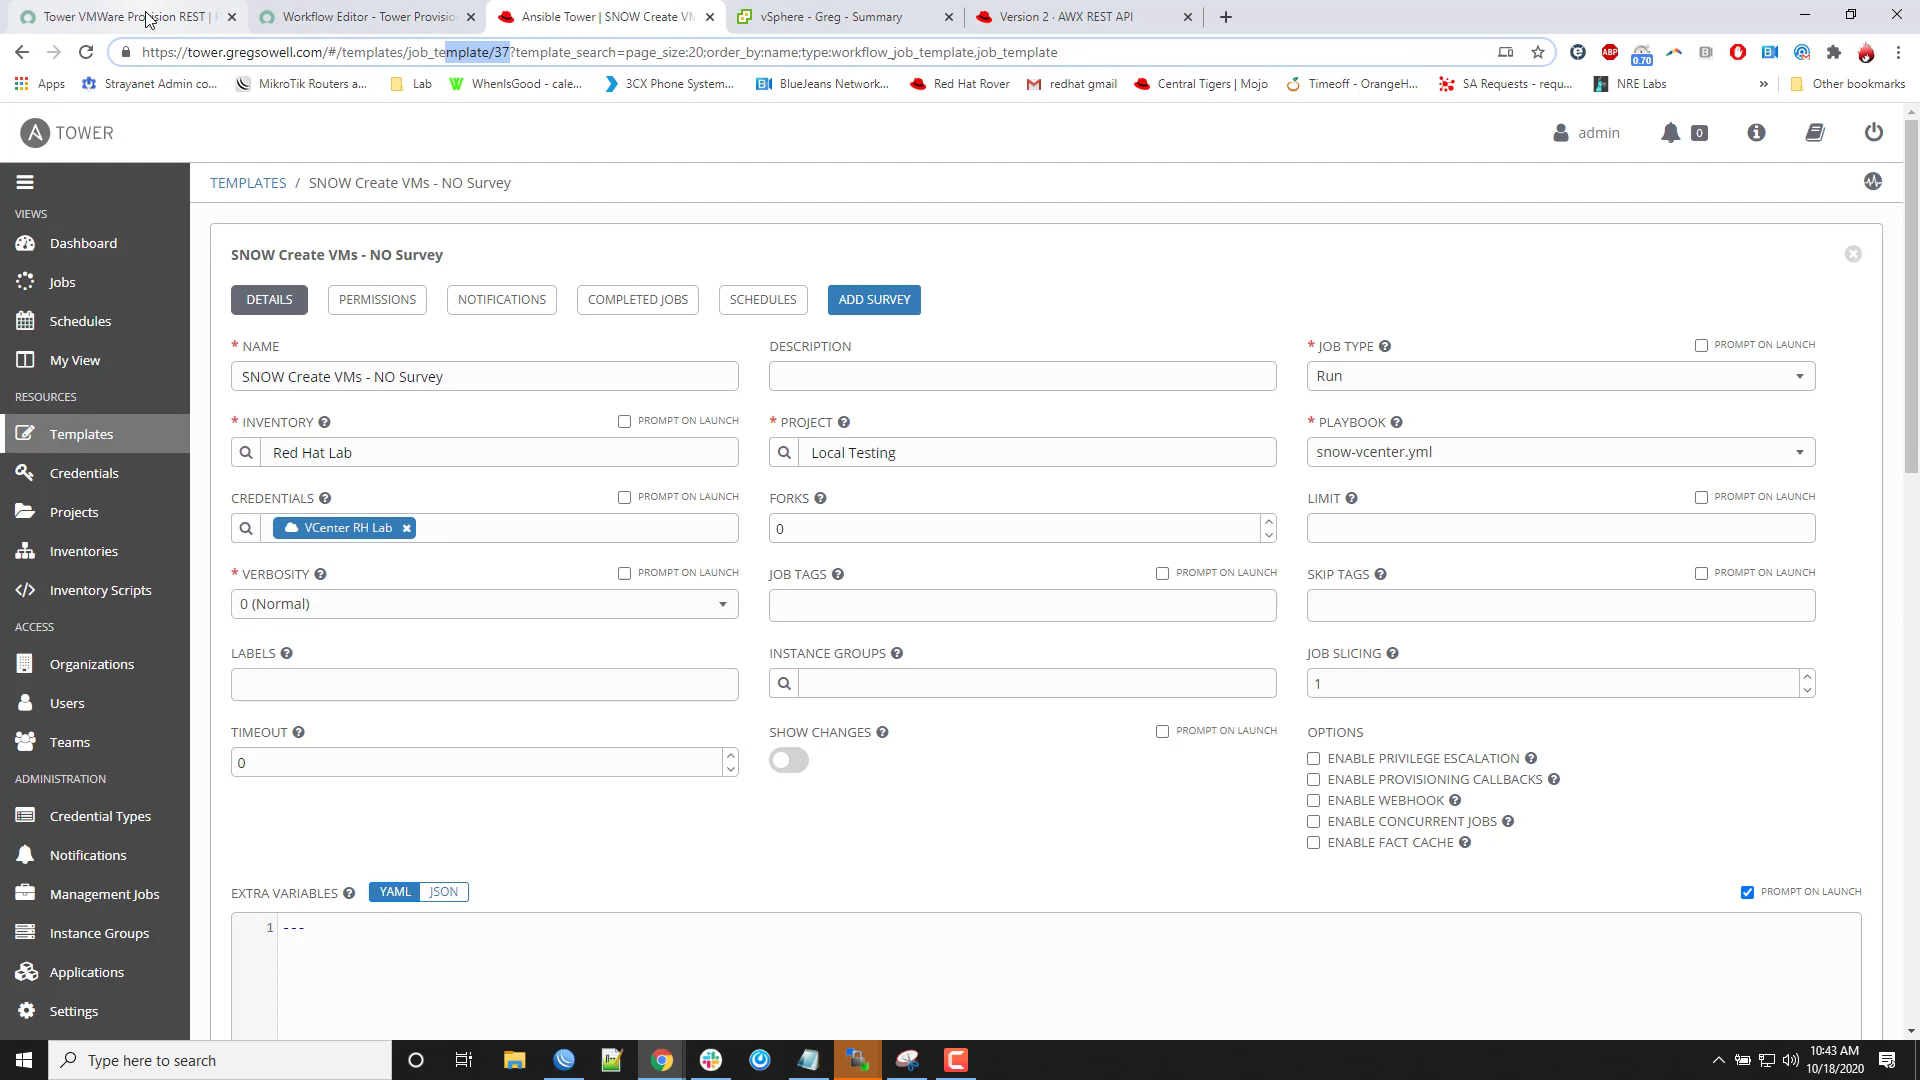 Tower VMWare Provision REST |
Workflow Editor - Tower Provisio
Ansible Tower | SNOW Create VM
vSphere - Greg - Summary
Version 2 · AWX REST API
https://tower.gregsowell.com/#/templates/job_template/37?template_search=page_size:20;order_by:name;type:workflow_job_template,job_template
ABP
0.70
Apps
Strayanet Admin co...
MikroTik Routers a...
Lab
WhenIsGood - cale...
3CX Phone System...
BlueJeans Network...
Red Hat Rover
redhat gmail
Central Tigers | Mojo
Timeoff - OrangeH...
SA Requests - requ...
NRE Labs
»
Other bookmarks
A TOWER
admin
0
VIEWS
Dashboard
Jobs
Schedules
My View
RESOURCES
Templates
Credentials
Projects
Inventories
Inventory Scripts
ACCESS
Organizations
Users
Teams
ADMINISTRATION
Credential Types
Notifications
Management Jobs
Instance Groups
Applications
Settings
TEMPLATES / SNOW Create VMs - NO Survey
SNOW Create VMs - NO Survey
DETAILS
PERMISSIONS
NOTIFICATIONS
COMPLETED JOBS
SCHEDULES
ADD SURVEY
* NAME
SNOW Create VMs - NO Survey
DESCRIPTION
* JOB TYPE ?
PROMPT ON LAUNCH
Run
* INVENTORY ?
PROMPT ON LAUNCH
Red Hat Lab
* PROJECT ?
Local Testing
* PLAYBOOK ?
snow-vcenter.yml
CREDENTIALS ?
PROMPT ON LAUNCH
VCenter RH Lab
FORKS ?
0
LIMIT ?
PROMPT ON LAUNCH
* VERBOSITY ?
PROMPT ON LAUNCH
0 (Normal)
JOB TAGS ?
PROMPT ON LAUNCH
SKIP TAGS ?
PROMPT ON LAUNCH
LABELS ?
INSTANCE GROUPS ?
JOB SLICING ?
1
TIMEOUT ?
0
SHOW CHANGES ?
PROMPT ON LAUNCH
OPTIONS
ENABLE PRIVILEGE ESCALATION ?
ENABLE PROVISIONING CALLBACKS ?
ENABLE WEBHOOK ?
ENABLE CONCURRENT JOBS ?
ENABLE FACT CACHE ?
EXTRA VARIABLES ?
YAML
JSON
PROMPT ON LAUNCH
1 ---
Type here to search
10:43 AM
10/18/2020